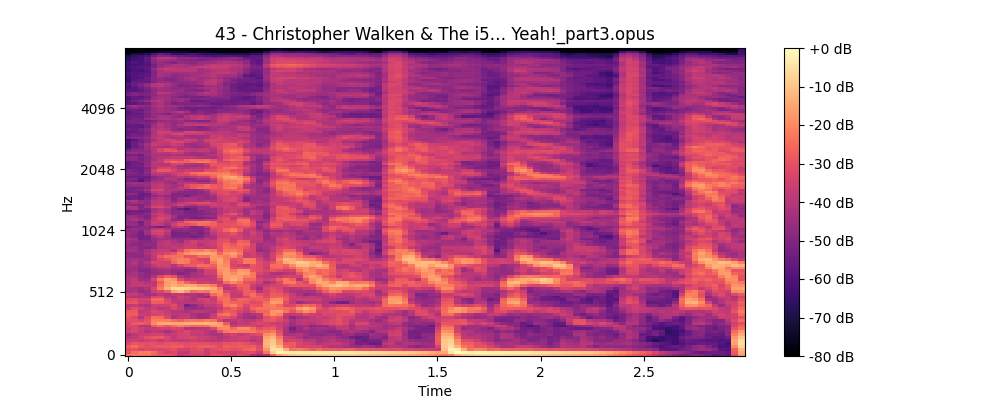 43 - Christopher Walken & The i5... Yeah!_part3.opus
+0 dB
4096
-10 dB
-20 dB
2048
-30 dB
Hz
-40 dB
1024
-50 dB
512
-60 dB
-70 dB
0
-80 dB
0 0.5 1 1.5 2 2.5
Time